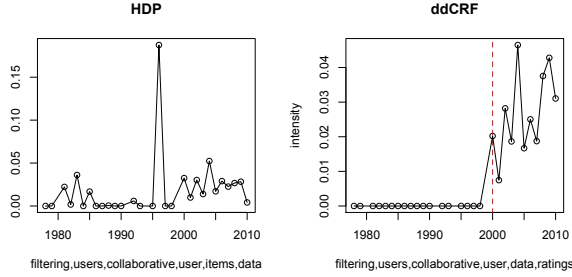 HDP
0.00 0.05 0.10 0.15
1980 1990 2000 2010
filtering,users,collaborative,user,items,data
ddCRF
intensity
0.00 0.01 0.02 0.03 0.04
1980 1990 2000 2010
filtering,users,collaborative,user,data,ratings